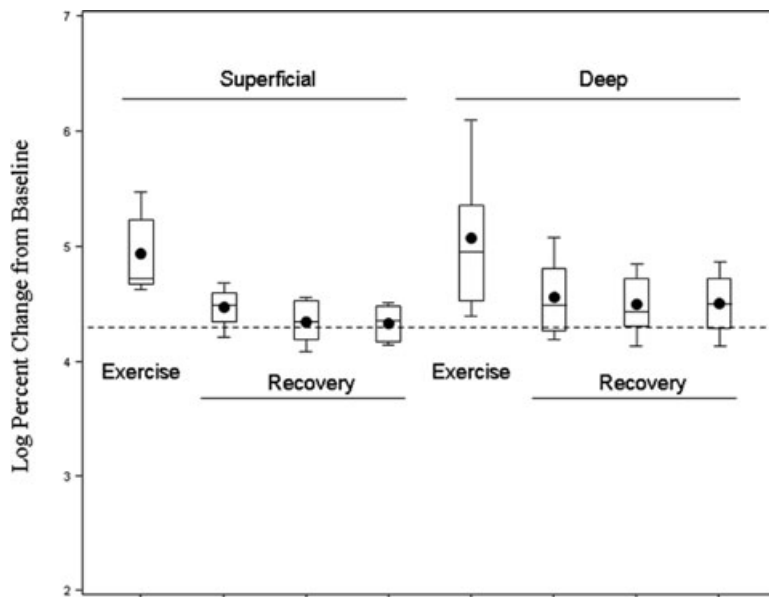 Log Percent Change from Baseline
7
6
5
4
3
2
Superficial
Deep
Exercise
Recovery
Exercise
Recovery